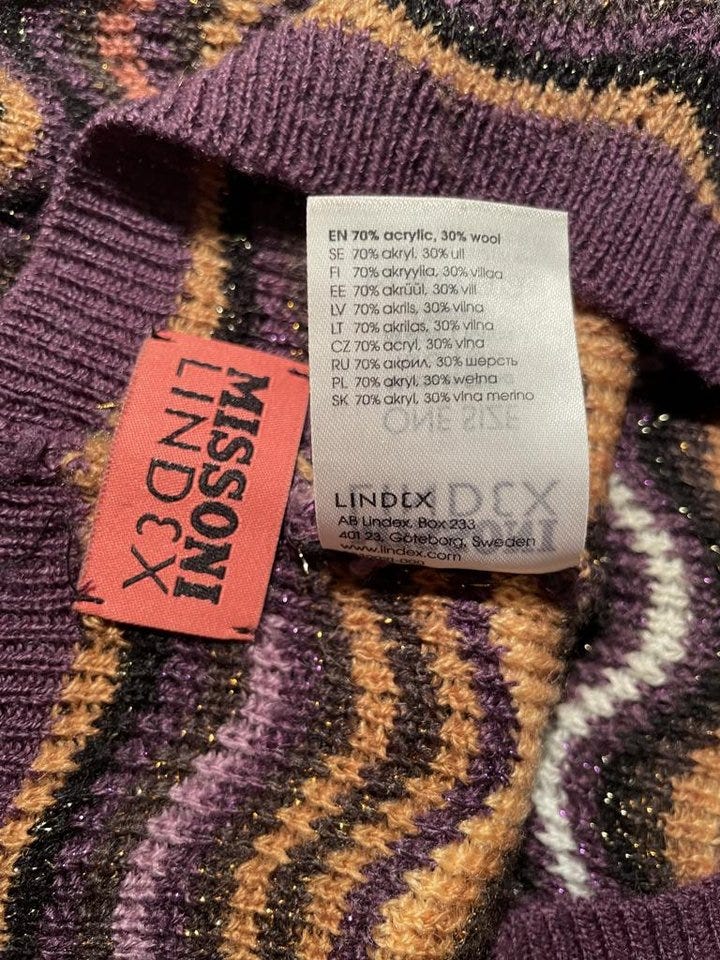 MISSONI
LINDEX
EN 70% acrylic, 30% wool
SE 70% akryl, 30% ull
FI 70% akryylia, 30% villaa
EE 70% akrüül, 30% vill
LV 70% akrils, 30% vilna
LT 70% akrilas, 30% vilna
CZ 70% acryl, 30% vlna
RU 70% акрил, 30% шерсть
PL 70% akryl, 30% wełna
SK 70% akryl, 30% vlna merino
ONE SIZE
LINDEX
AB Lindex, Box 233
401 23, Göteborg, Sweden
www.lindex.com